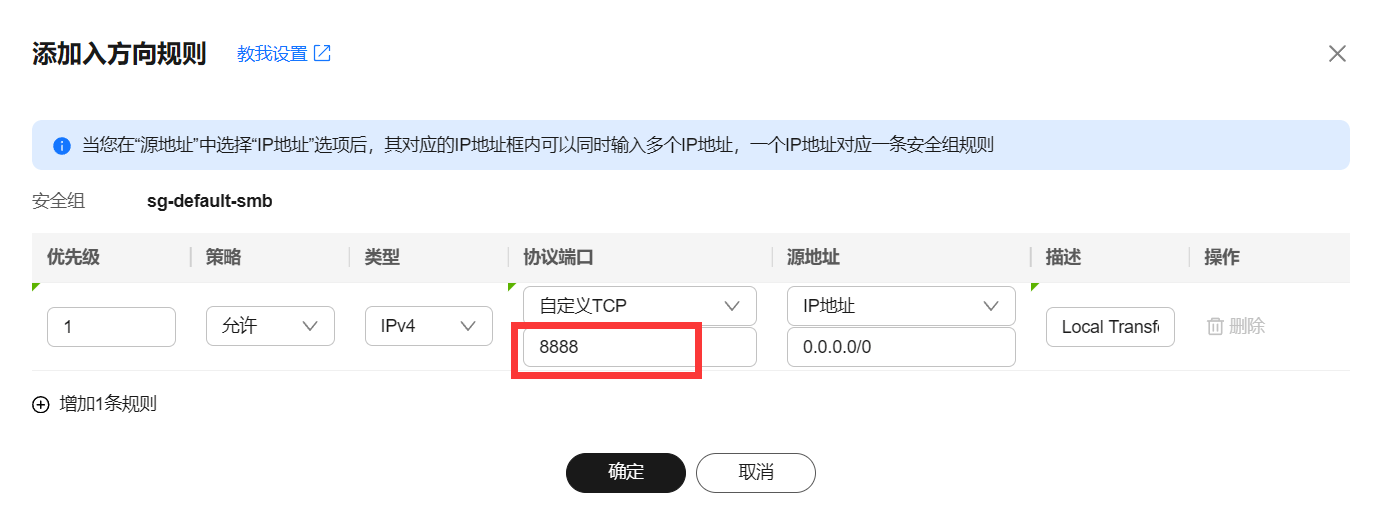 添加入方向规则 教我设置
当您在“源地址”中选择“IP地址”选项后，其对应的IP地址框内可以同时输入多个IP地址，一个IP地址对应一条安全组规则
安全组 sg-default-smb
优先级 策略 类型 协议端口 源地址 描述 操作
1 允许 IPv4 自定义TCP IP地址 Local Transf 删除
8888 0.0.0.0/0
增加1条规则
确定 取消